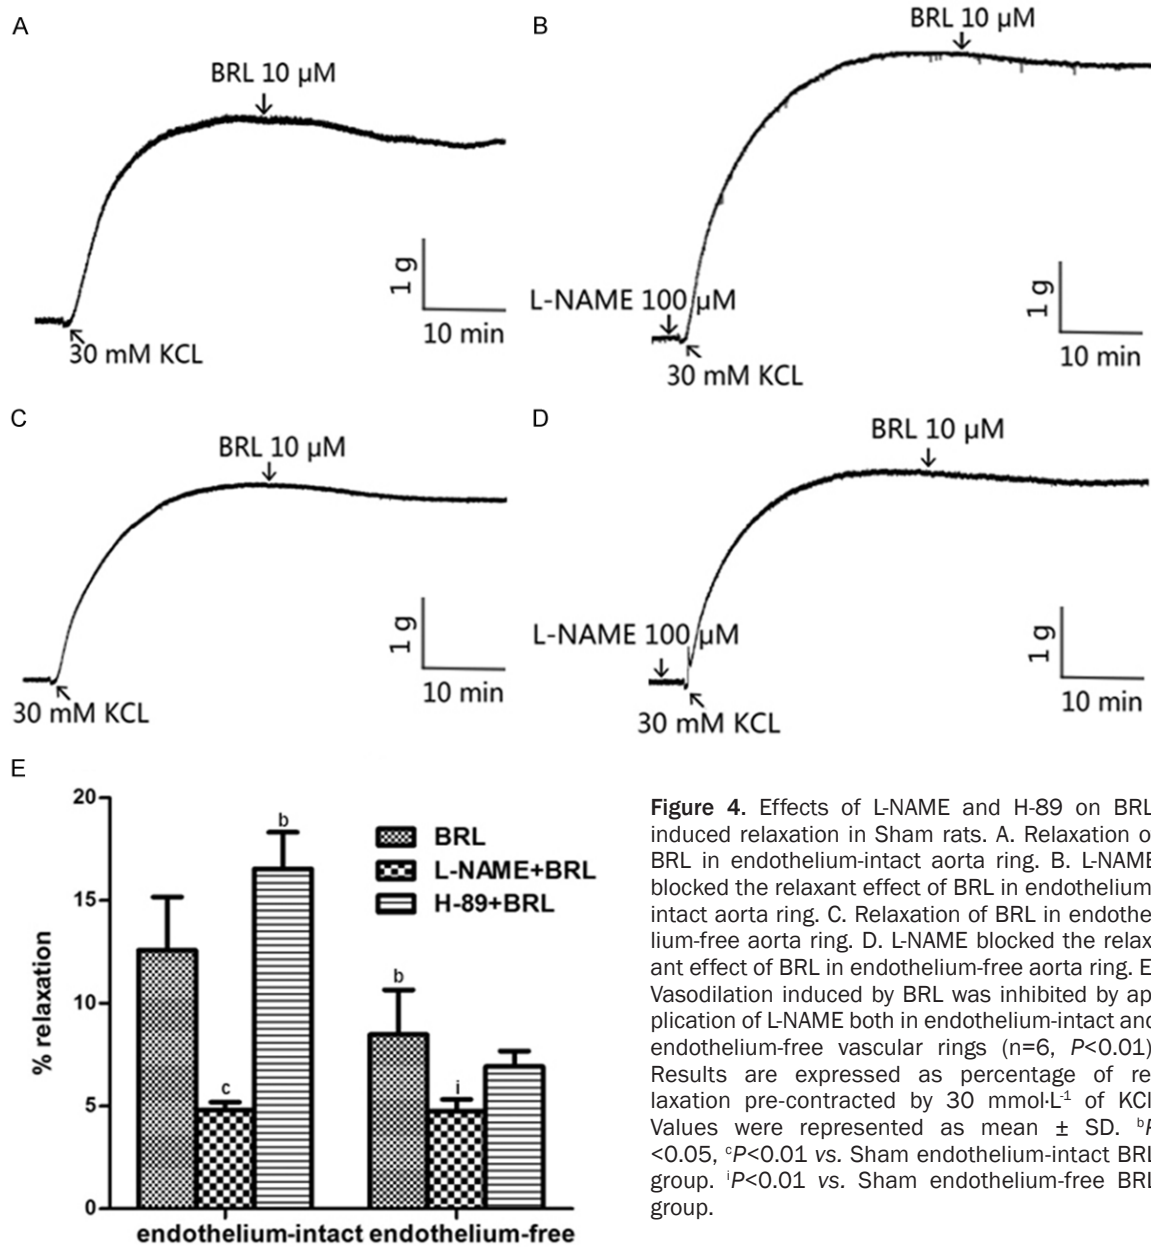 A
BRL 10 µM
1 g
10 min
30 mM KCL
B
BRL 10 µM
L-NAME 100 µM
1 g
10 min
30 mM KCL
C
BRL 10 µM
1 g
10 min
30 mM KCL
D
BRL 10 µM
L-NAME 100 µM
1 g
10 min
30 mM KCL
E
20
15
10
5
0
% relaxation
b
c
b
i
BRL
L-NAME+BRL
H-89+BRL
endothelium-intact endothelium-free
Figure 4. Effects of L-NAME and H-89 on BRL
induced relaxation in Sham rats. A. Relaxation o
BRL in endothelium-intact aorta ring. B. L-NAME
blocked the relaxant effect of BRL in endothelium
intact aorta ring. C. Relaxation of BRL in endothe-
lium-free aorta ring. D. L-NAME blocked the relax-
ant effect of BRL in endothelium-free aorta ring. E
Vasodilation induced by BRL was inhibited by ap-
plication of L-NAME both in endothelium-intact and
endothelium-free vascular rings (n=6, P<0.01)
Results are expressed as percentage of re-
laxation pre-contracted by 30 mmol·L⁻¹ of KCl
Values were represented as mean ± SD. ᵇP
<0.05, ᶜP<0.01 vs. Sham endothelium-intact BRL
group. ⁱP<0.01 vs. Sham endothelium-free BRL
group.